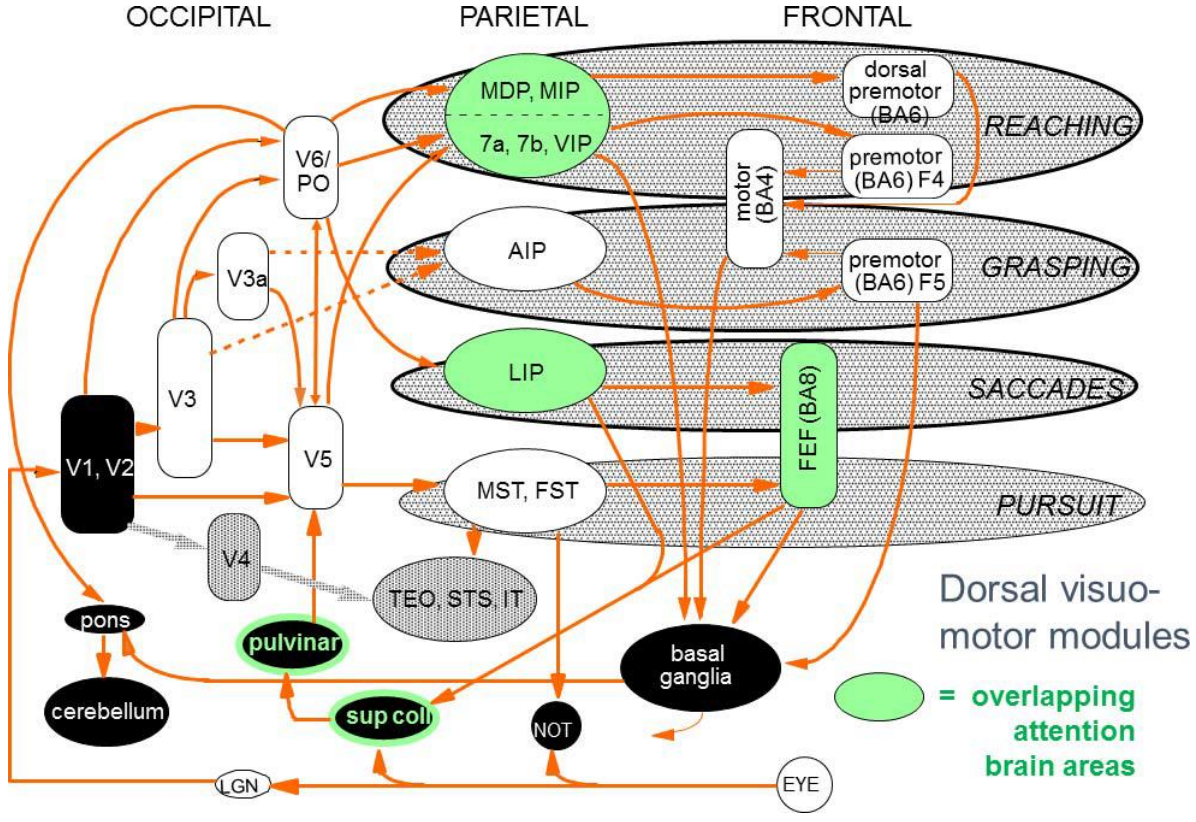 OCCIPITAL
PARIETAL
FRONTAL
MDP, MIP
7a, 7b, VIP
dorsal
premotor
(BA6)
REACHING
V6/
PO
premotor
(BA6) F4
motor
(BA4)
AIP
V3a
premotor
(BA6) F5
GRASPING
LIP
FEF (BA8)
SACCADES
V3
V1, V2
V5
MST, FST
PURSUIT
V4
TEO, STS, IT
Dorsal visuo-
motor modules
pons
pulvinar
basal
ganglia
cerebellum
sup coll
NOT
= overlapping
attention
brain areas
LGN
EYE